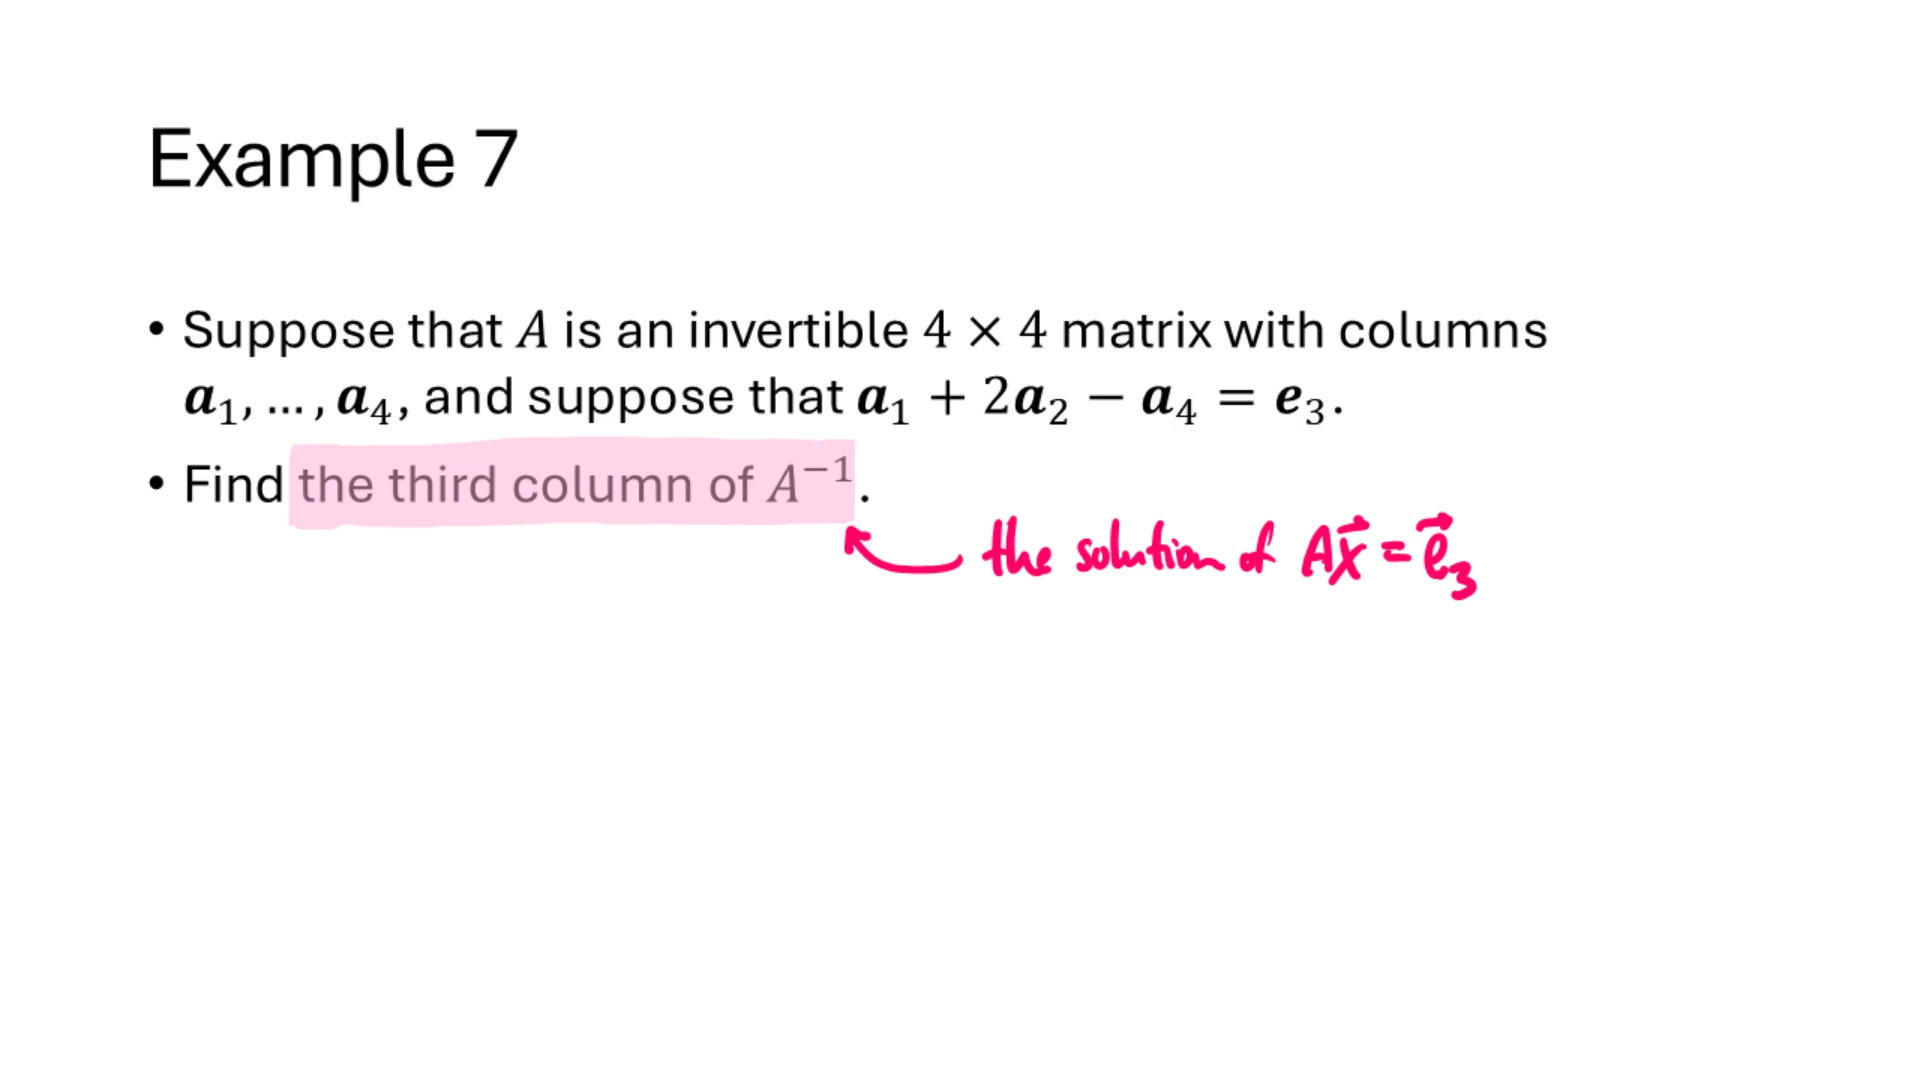 Example 7
• Suppose that A is an invertible 4 × 4 matrix with columns
a₁, … , a₄, and suppose that a₁ + 2a₂ − a₄ = e₃.
• Find the third column of A⁻¹.
the solution of Ax⃗ = e⃗₃